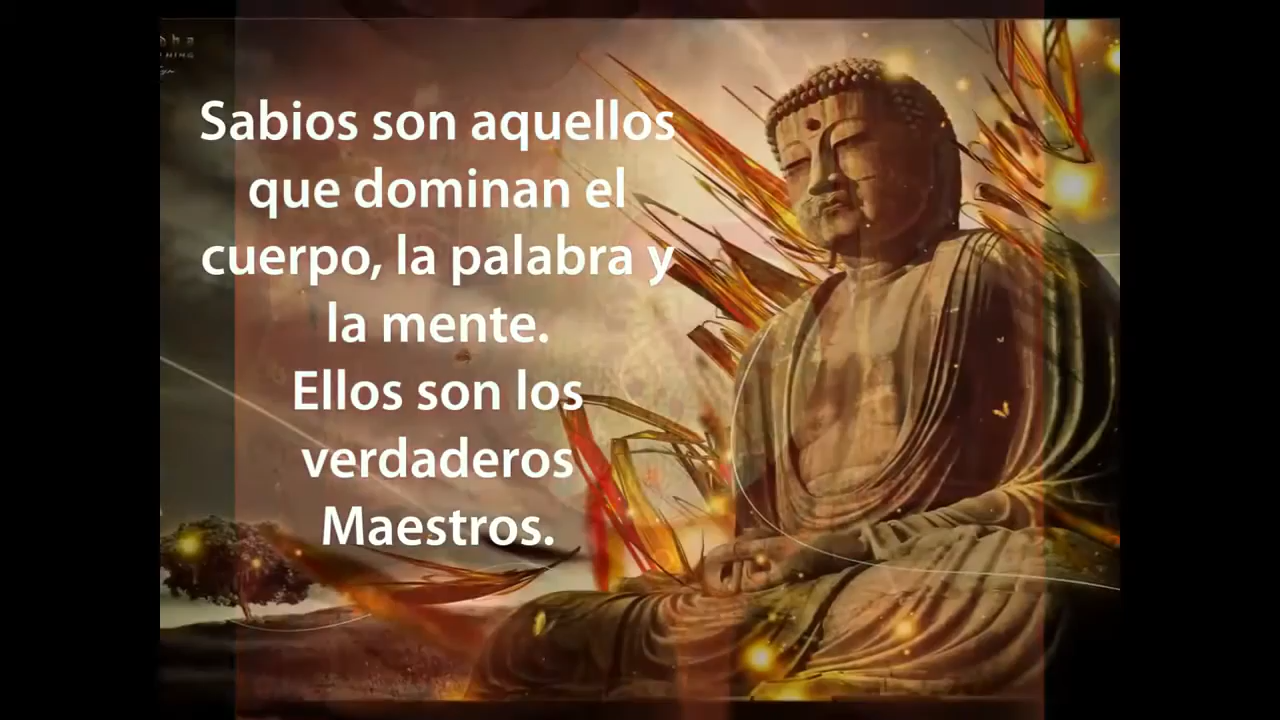 Sabios son aquellos
que dominan el
cuerpo, la palabra y
la mente.
Ellos son los
verdaderos
Maestros.